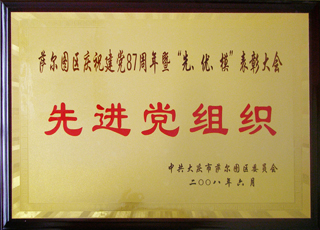 萨尔图区庆祝建党87周年暨“先、优、模”表彰大会
先进党组织
中共大庆市萨尔图区委员会
二〇〇八年六月